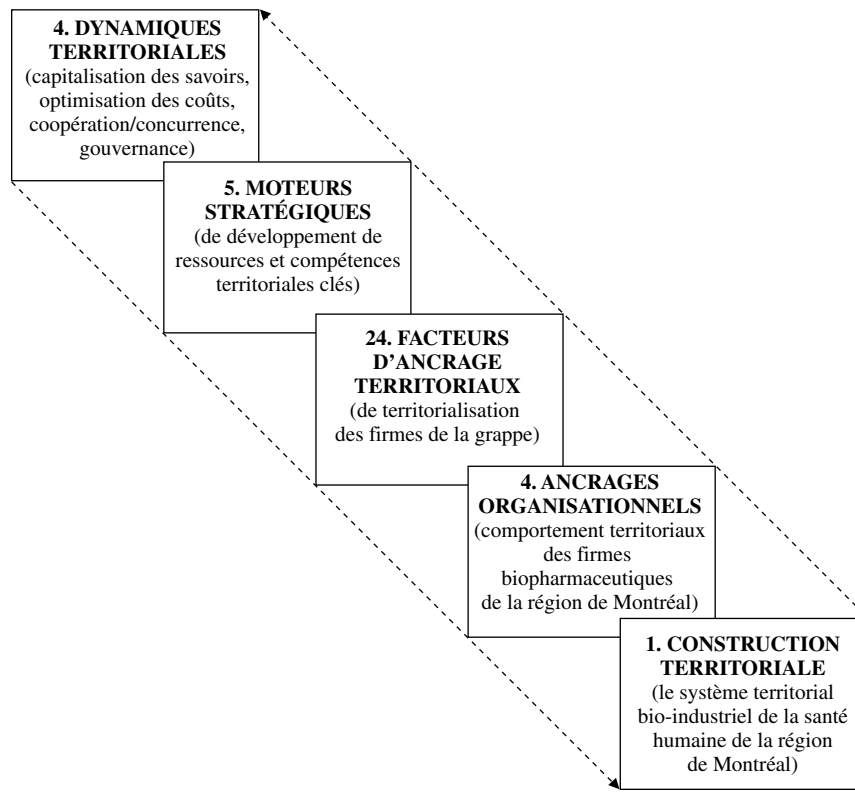 4. DYNAMIQUES
TERRITORIALES
(capitalisation des savoirs,
optimisation des coûts,
coopération/concurrence,
gouvernance)
5. MOTEURS
STRATÉGIQUES
(de développement de
ressources et compétences
territoriales clés)
24. FACTEURS
D'ANCRAGE
TERRITORIAUX
(de territorialisation
des firmes de la grappe)
4. ANCRAGES
ORGANISATIONNELS
(comportement territoriaux
des firmes
biopharmaceutiques
de la région de Montréal)
1. CONSTRUCTION
TERRITORIALE
(le système territorial
bio-industriel de la santé
humaine de la région
de Montréal)